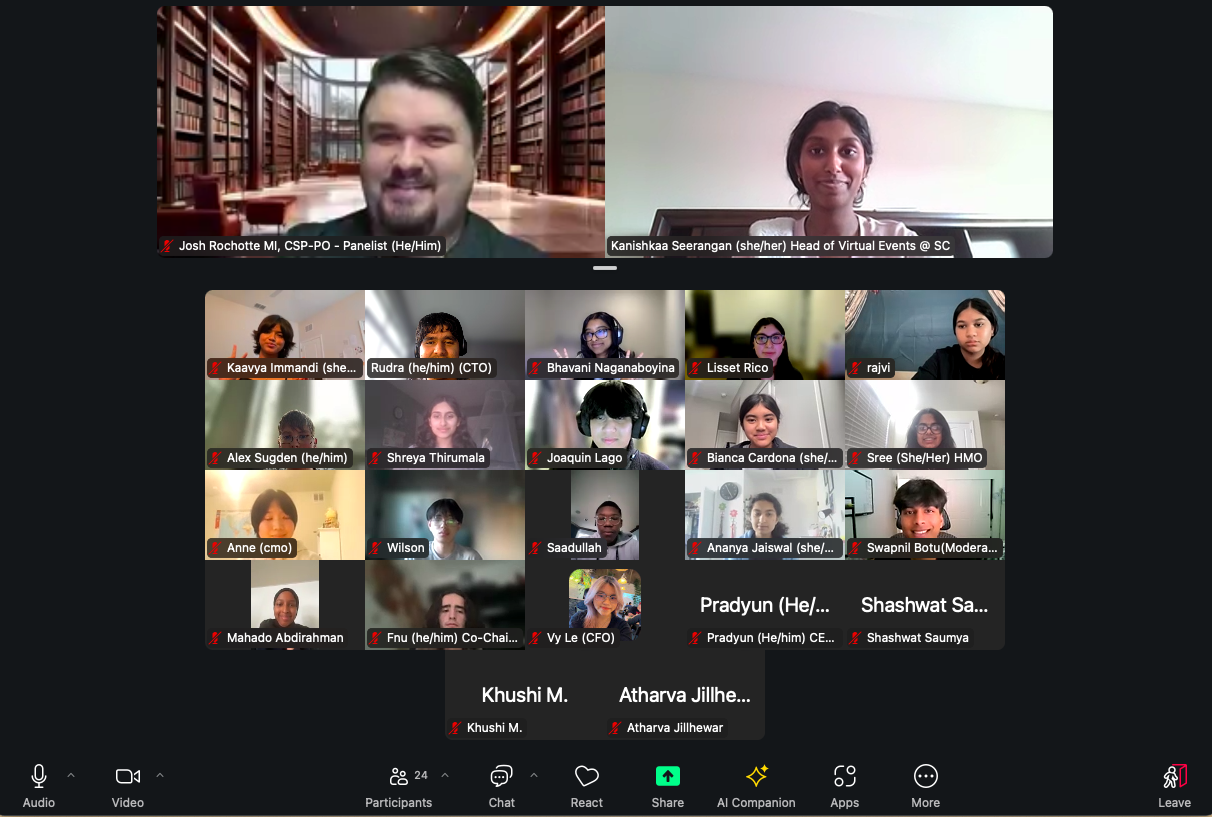 Josh Rochotte MI, CSP-PO - Panelist (He/Him)
Kanishkaa Seerangan (she/her) Head of Virtual Events @ SC
Kaavya Immandi (she...
Rudra (he/him) (CTO)
Bhavani Naganaboyina
Lisset Rico
rajvi
Alex Sugden (he/him)
Shreya Thirumala
Joaquin Lago
Bianca Cardona (she/...
Sree (She/Her) HMO
Anne (cmo)
Wilson
Saadullah
Ananya Jaiswal (she/...
Swapnil Botu(Modera...
Mahado Abdirahman
Fnu (he/him) Co-Chai...
Vy Le (CFO)
Pradyun (He/...
Pradyun (He/him) CE...
Shashwat Sa...
Shashwat Saumya
Khushi M.
Khushi M.
Atharva Jillhe...
Atharva Jillhewar
Audio
Video
24
Participants
Chat
React
Share
AI Companion
Apps
More
Leave